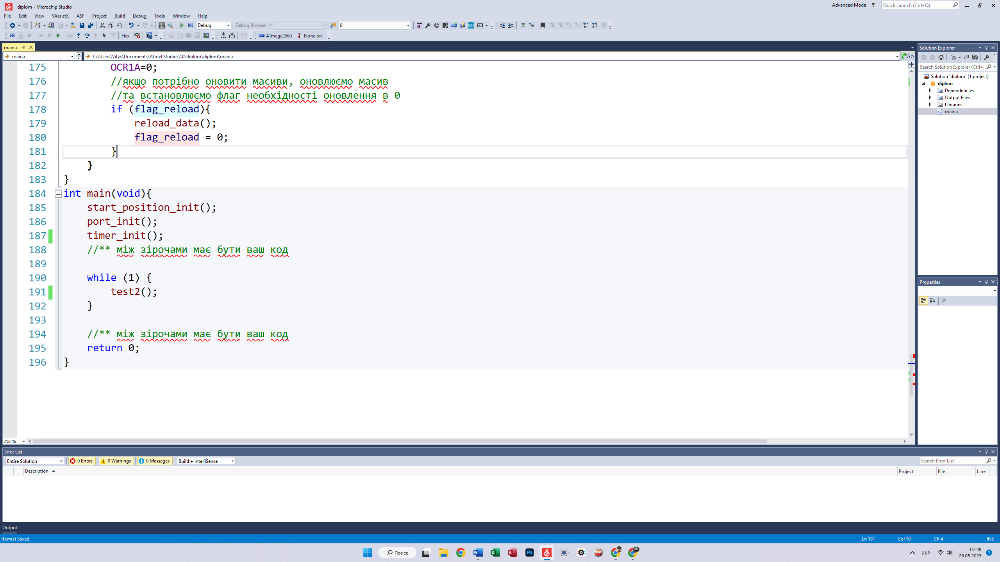 diplom - Microchip Studio
Advanced Mode
Quick Launch (Ctrl+Q)
File Edit View VAssistX ASF Project Build Debug Tools Window Help
Debug Debug Browser 0
Hex ATmega2560 None on
main.c
main.c C:\Users\Vitys\Documents\Atmel Studio\7.0\diplom\diplom\main.c Go
175 OCR1A=0;
176 //якщо потрібно оновити масиви, оновлюємо масив
177 //та встановлюємо флаг необхідності оновлення в 0
178 if (flag_reload){
179 reload_data();
180 flag_reload = 0;
181 }
182 }
183 }
184 int main(void){
185 start_position_init();
186 port_init();
187 timer_init();
188 //** між зірочами має бути ваш код
189
190 while (1) {
191 test2();
192 }
193
194 //** між зірочами має бути ваш код
195 return 0;
196 }
212 %
Solution Explorer
Search Solution Explorer (Ctrl+;
Solution 'diplom' (1 project)
diplom
Dependencies
Output Files
Libraries
main.c
Properties
Error List
Entire Solution 0 Errors 0 Warnings 0 Messages Build + IntelliSense
Search Error List
Description Project File Line
Output
Item(s) Saved
Ln 181 Col 10 Ch 4 INS
Поиск
УКР
07:49
26.05.2023
1